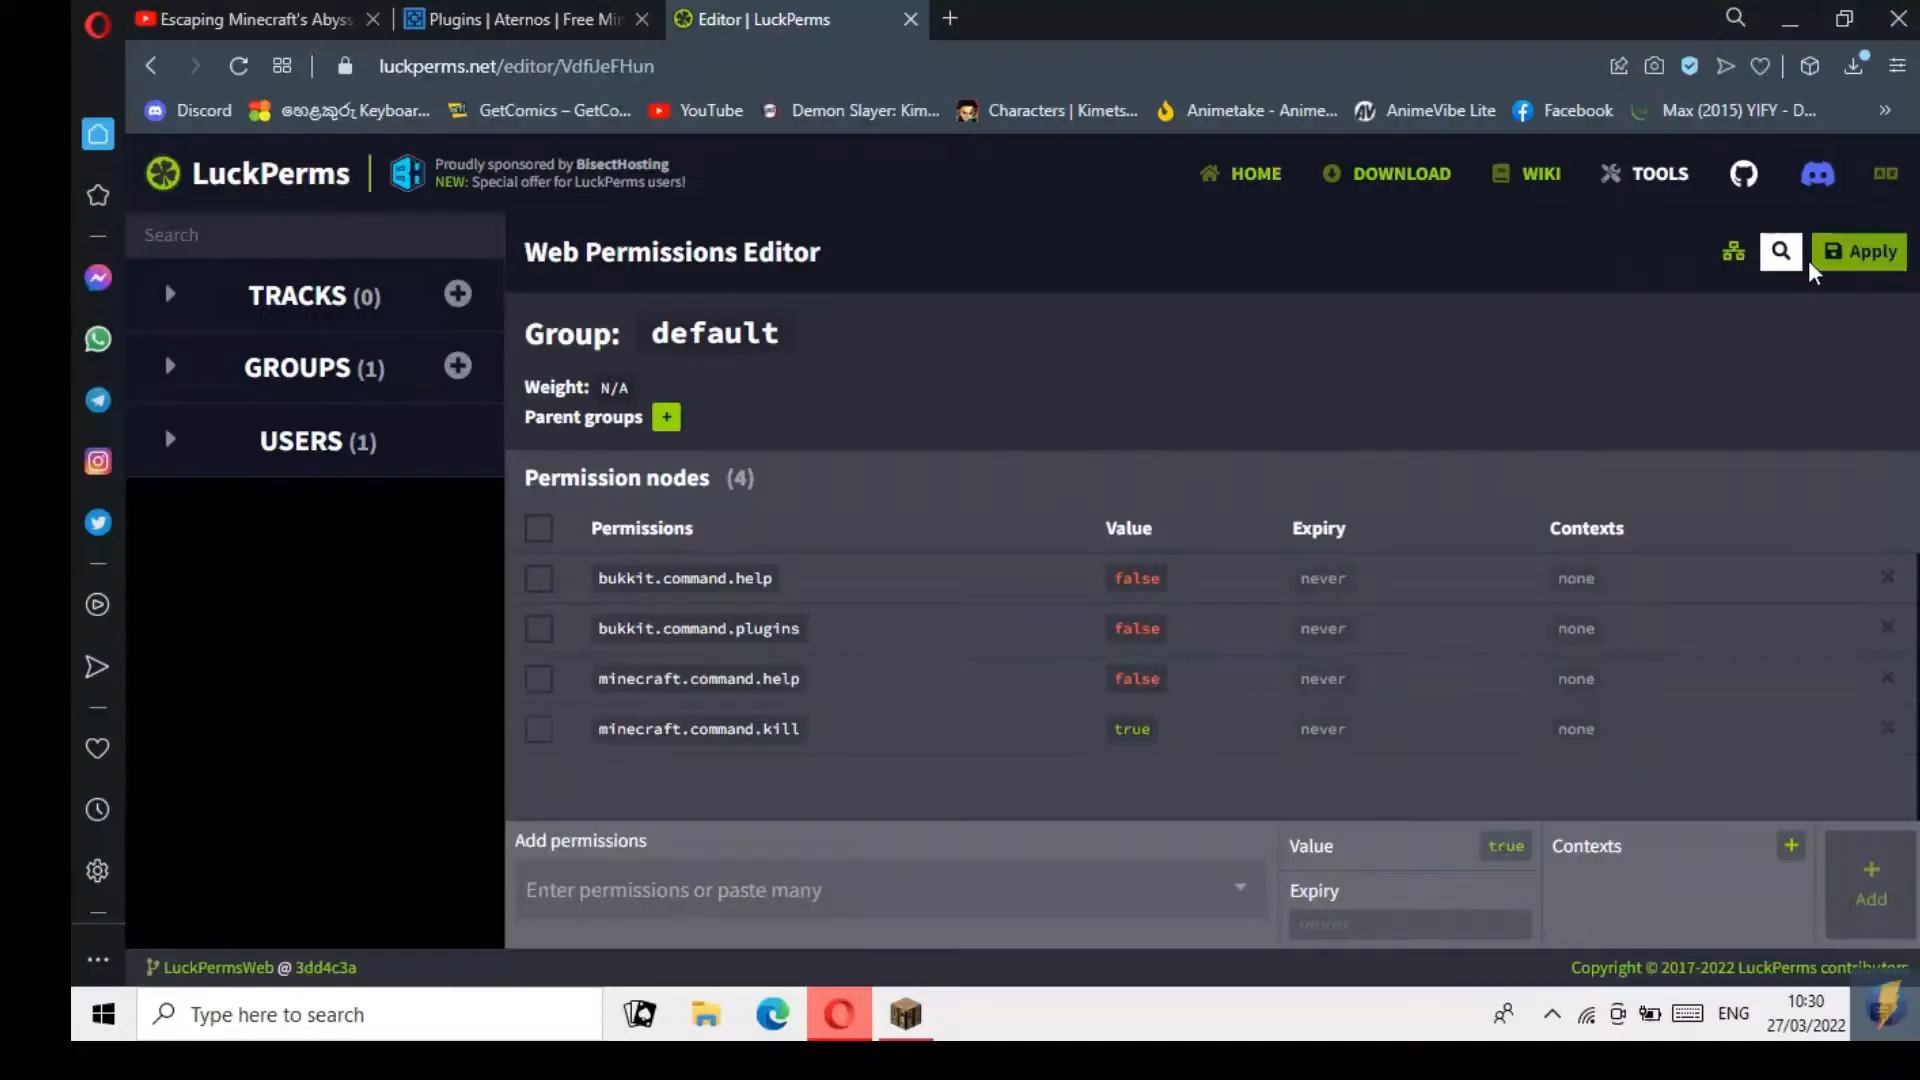 Escaping Minecraft's Abys
Plugins | Aternos | Free Mi
Editor | LuckPerms
luckperms.net/editor/VdfiJeFHun
Discord
හෙළකුරු Keyboar...
GetComics – GetCo...
YouTube
Demon Slayer: Kim...
Characters | Kimets...
Animetake - Anime...
AnimeVibe Lite
Facebook
Max (2015) YIFY - D...
LuckPerms
Proudly sponsored by BisectHosting
NEW: Special offer for LuckPerms users!
HOME
DOWNLOAD
WIKI
TOOLS
Search
TRACKS (0)
GROUPS (1)
USERS (1)
Web Permissions Editor
Apply
Group: default
Weight: N/A
Parent groups +
Permission nodes (4)
Permissions Value Expiry Contexts
bukkit.command.help false never none
bukkit.command.plugins false never none
minecraft.command.help false never none
minecraft.command.kill true never none
Add permissions
Enter permissions or paste many
Value true
Expiry
never
Contexts +
+
Add
LuckPermsWeb @ 3dd4c3a
Copyright © 2017-2022 LuckPerms contributors
Type here to search
ENG
10:30
27/03/2022